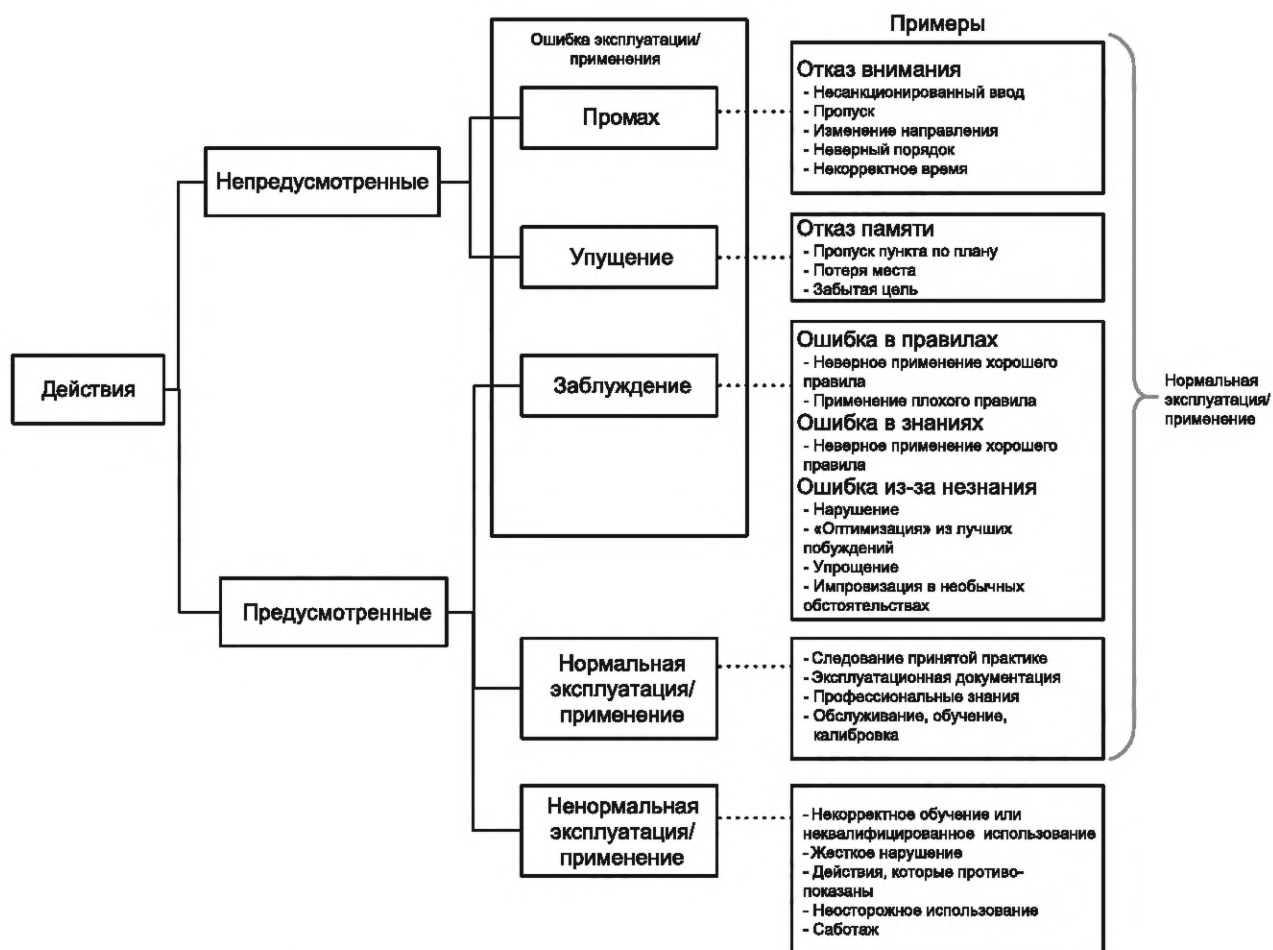 Примеры
Ошибка эксплуатации/
применения
Промах
Отказ внимания
- Несанкционированный ввод
- Пропуск
- Изменение направления
- Неверный порядок
- Некорректное время
Непредусмотренные
Упущение
Отказ памяти
- Пропуск пункта по плану
- Потеря места
- Забытая цель
Действия
Заблуждение
Ошибка в правилах
- Неверное применение хорошего
правила
- Применение плохого правила
Ошибка в знаниях
- Неверное применение хорошего
правила
Ошибка из-за незнания
- Нарушение
- «Оптимизация» из лучших
побуждений
- Упрощение
- Импровизация в необычных
обстоятельствах
Нормальная
эксплуатация/
применение
Предусмотренные
Нормальная
эксплуатация/
применение
- Следование принятой практике
- Эксплуатационная документация
- Профессиональные знания
- Обслуживание, обучение,
калибровка
Ненормальная
эксплуатация/
применение
- Некорректное обучение или
неквалифицированное использование
- Жесткое нарушение
- Действия, которые противо-
показаны
- Неосторожное использование
- Саботаж